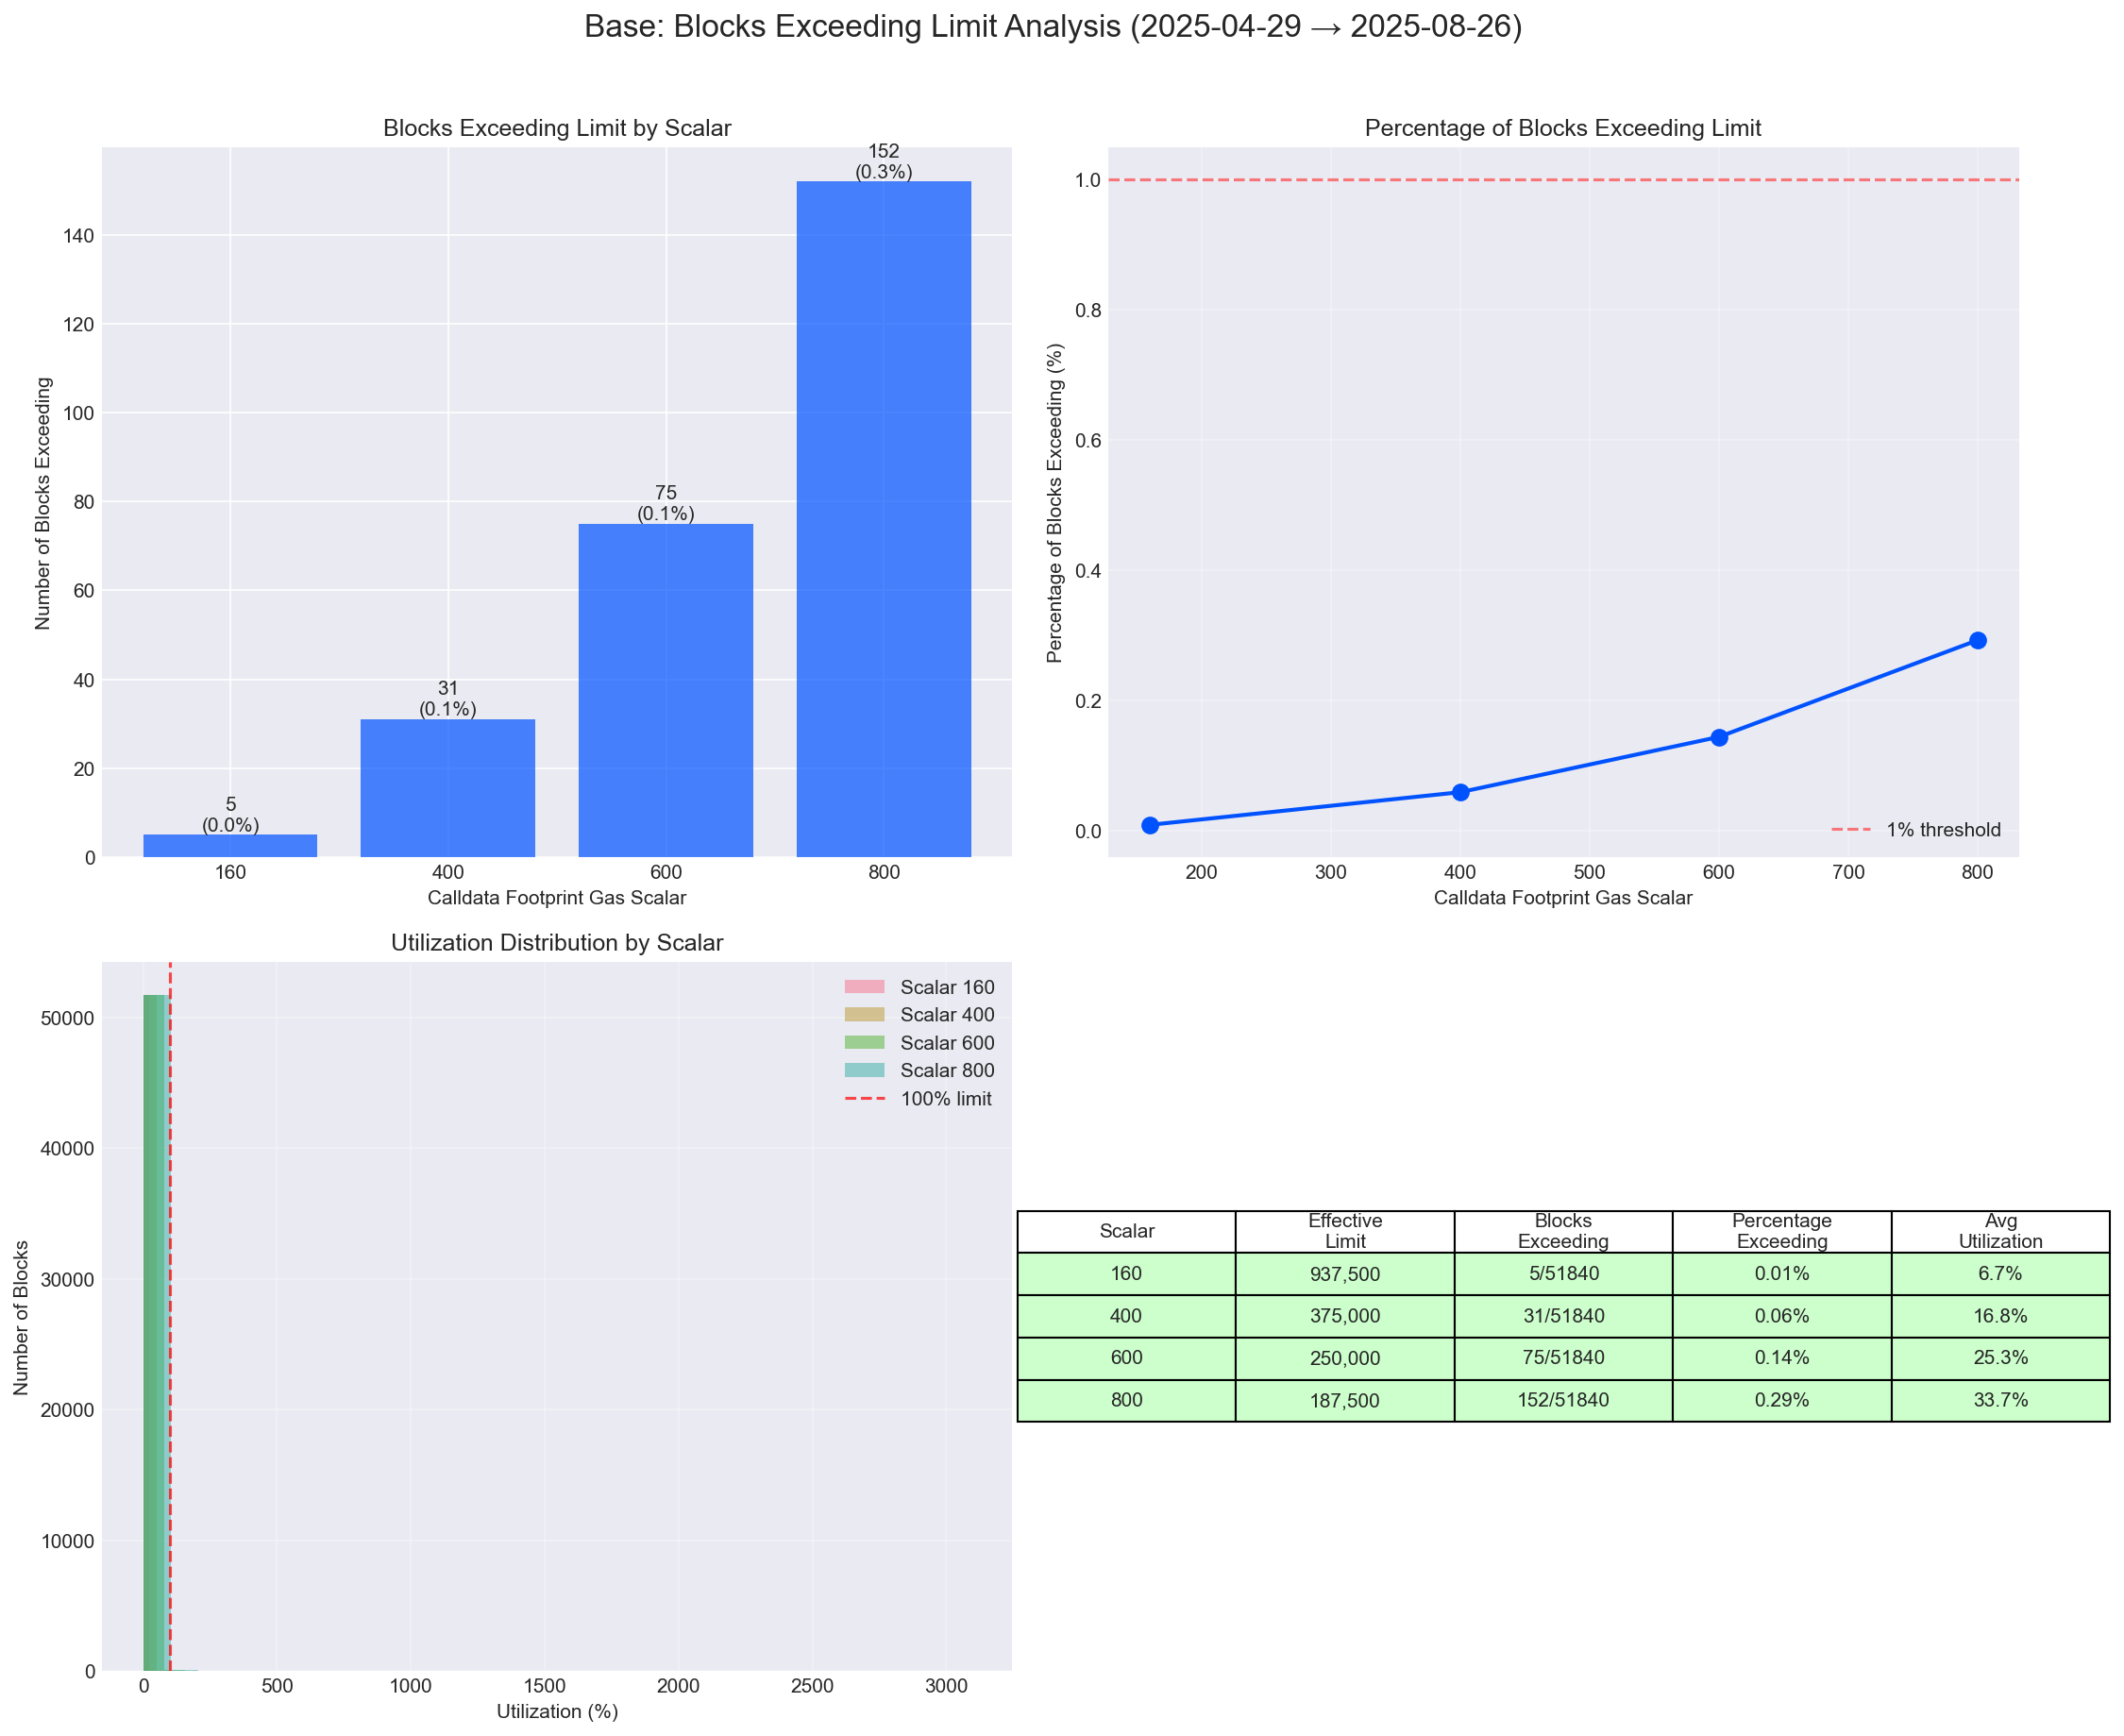 Base: Blocks Exceeding Limit Analysis (2025-04-29 → 2025-08-26)
Blocks Exceeding Limit by Scalar
Number of Blocks Exceeding
140
120
100
80
60
40
20
0
5
(0.0%)
31
(0.1%)
75
(0.1%)
152
(0.3%)
160 400 600 800
Calldata Footprint Gas Scalar
Percentage of Blocks Exceeding Limit
Percentage of Blocks Exceeding (%)
1.0
0.8
0.6
0.4
0.2
0.0
1% threshold
200 300 400 500 600 700 800
Calldata Footprint Gas Scalar
Utilization Distribution by Scalar
Number of Blocks
50000
40000
30000
20000
10000
0
Scalar 160
Scalar 400
Scalar 600
Scalar 800
100% limit
0 500 1000 1500 2000 2500 3000
Utilization (%)
Scalar Effective Limit Blocks Exceeding Percentage Exceeding Avg Utilization
160 937,500 5/51840 0.01% 6.7%
400 375,000 31/51840 0.06% 16.8%
600 250,000 75/51840 0.14% 25.3%
800 187,500 152/51840 0.29% 33.7%